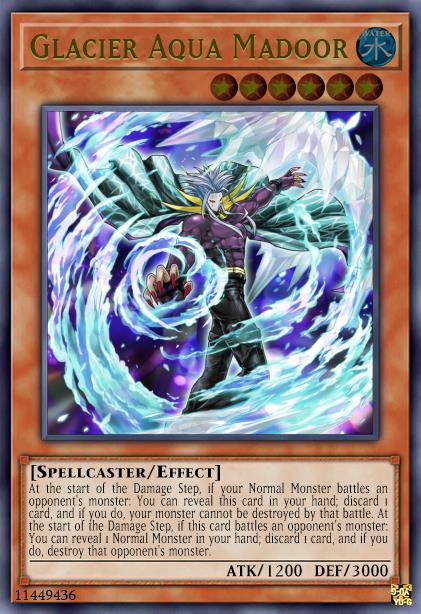 GLACIER AQUA MADOOR
WATER
水
[SPELLCASTER/EFFECT]
At the start of the Damage Step, if your Normal Monster battles an
opponent's monster: You can reveal this card in your hand; discard 1
card, and if you do, your monster cannot be destroyed by that battle. At
the start of the Damage Step, if this card battles an opponent's monster:
You can reveal 1 Normal Monster in your hand; discard 1 card, and if you
do, destroy that opponent's monster.
ATK/1200 DEF/3000
11449436